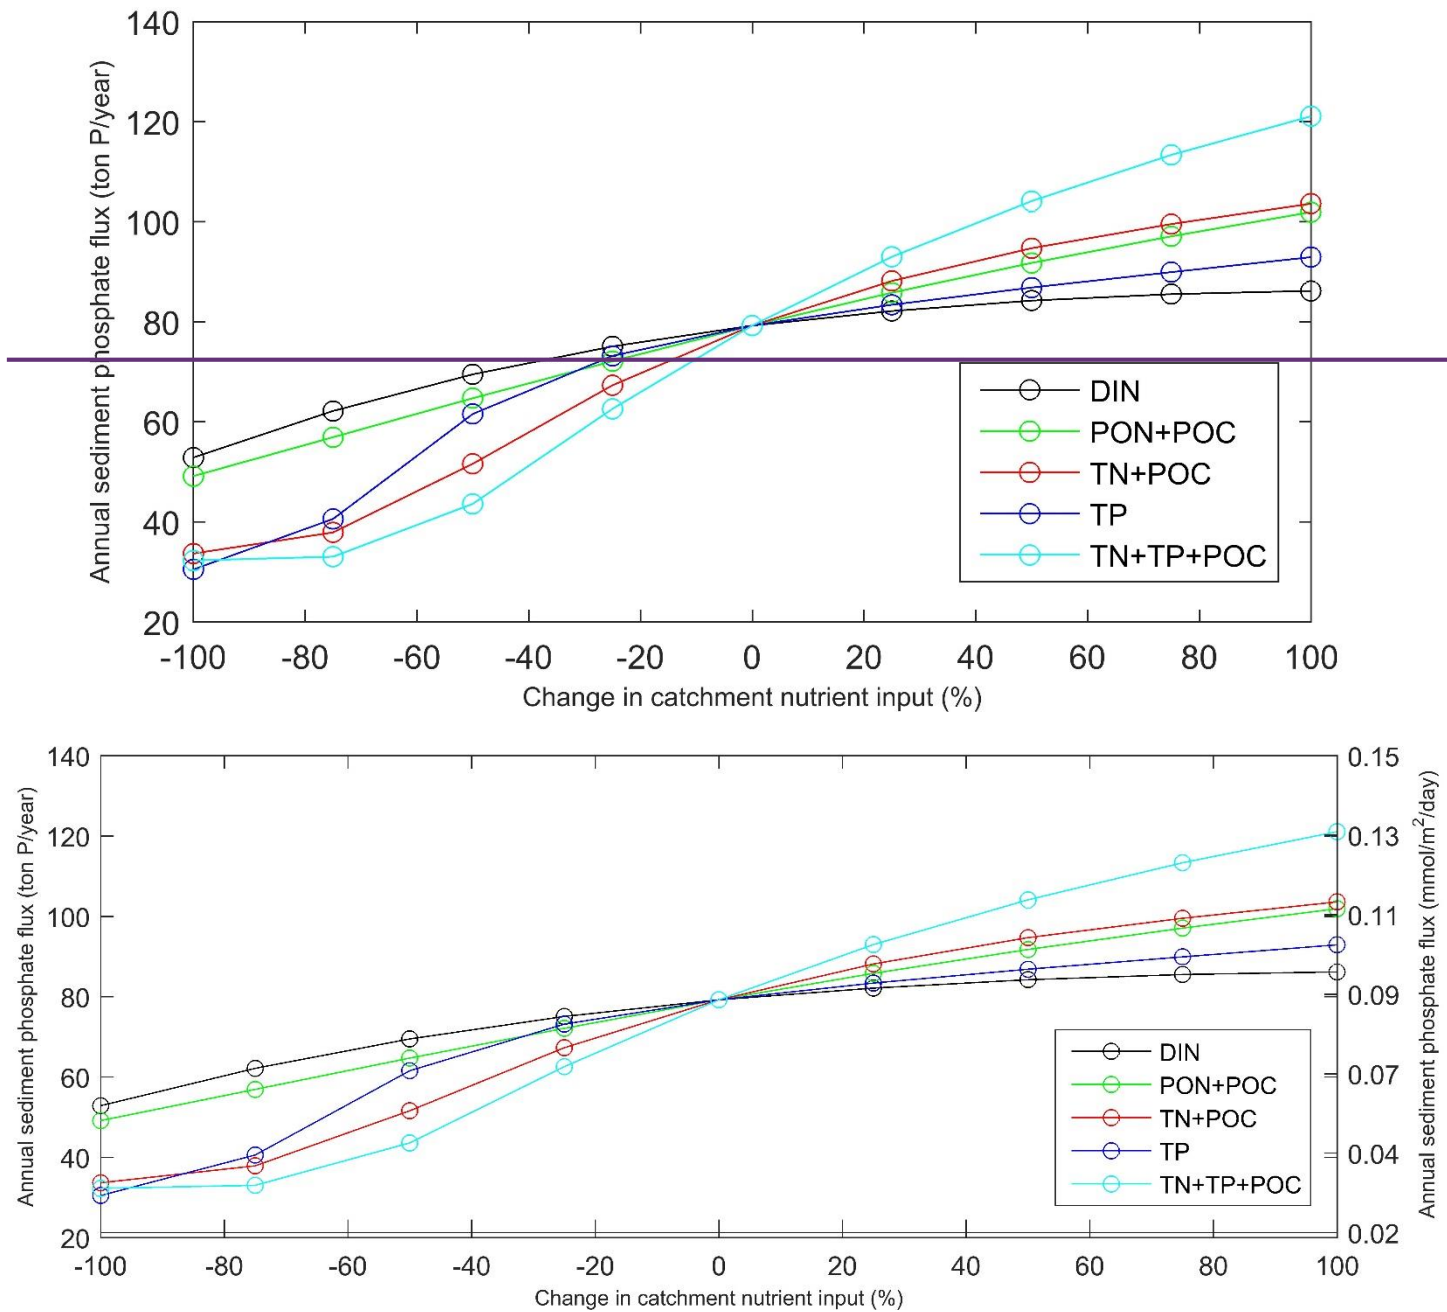 140
120
100
80
60
40
20
Annual sediment phosphate flux (ton P/year)
DIN
PON+POC
TN+POC
TP
TN+TP+POC
-100 -80 -60 -40 -20 0 20 40 60 80 100
Change in catchment nutrient input (%)
140
120
100
80
60
40
20
Annual sediment phosphate flux (ton P/year)
0.15
0.13
0.11
0.09
0.07
0.04
0.02
Annual sediment phosphate flux (mmol/m²/day)
DIN
PON+POC
TN+POC
TP
TN+TP+POC
-100 -80 -60 -40 -20 0 20 40 60 80 100
Change in catchment nutrient input (%)